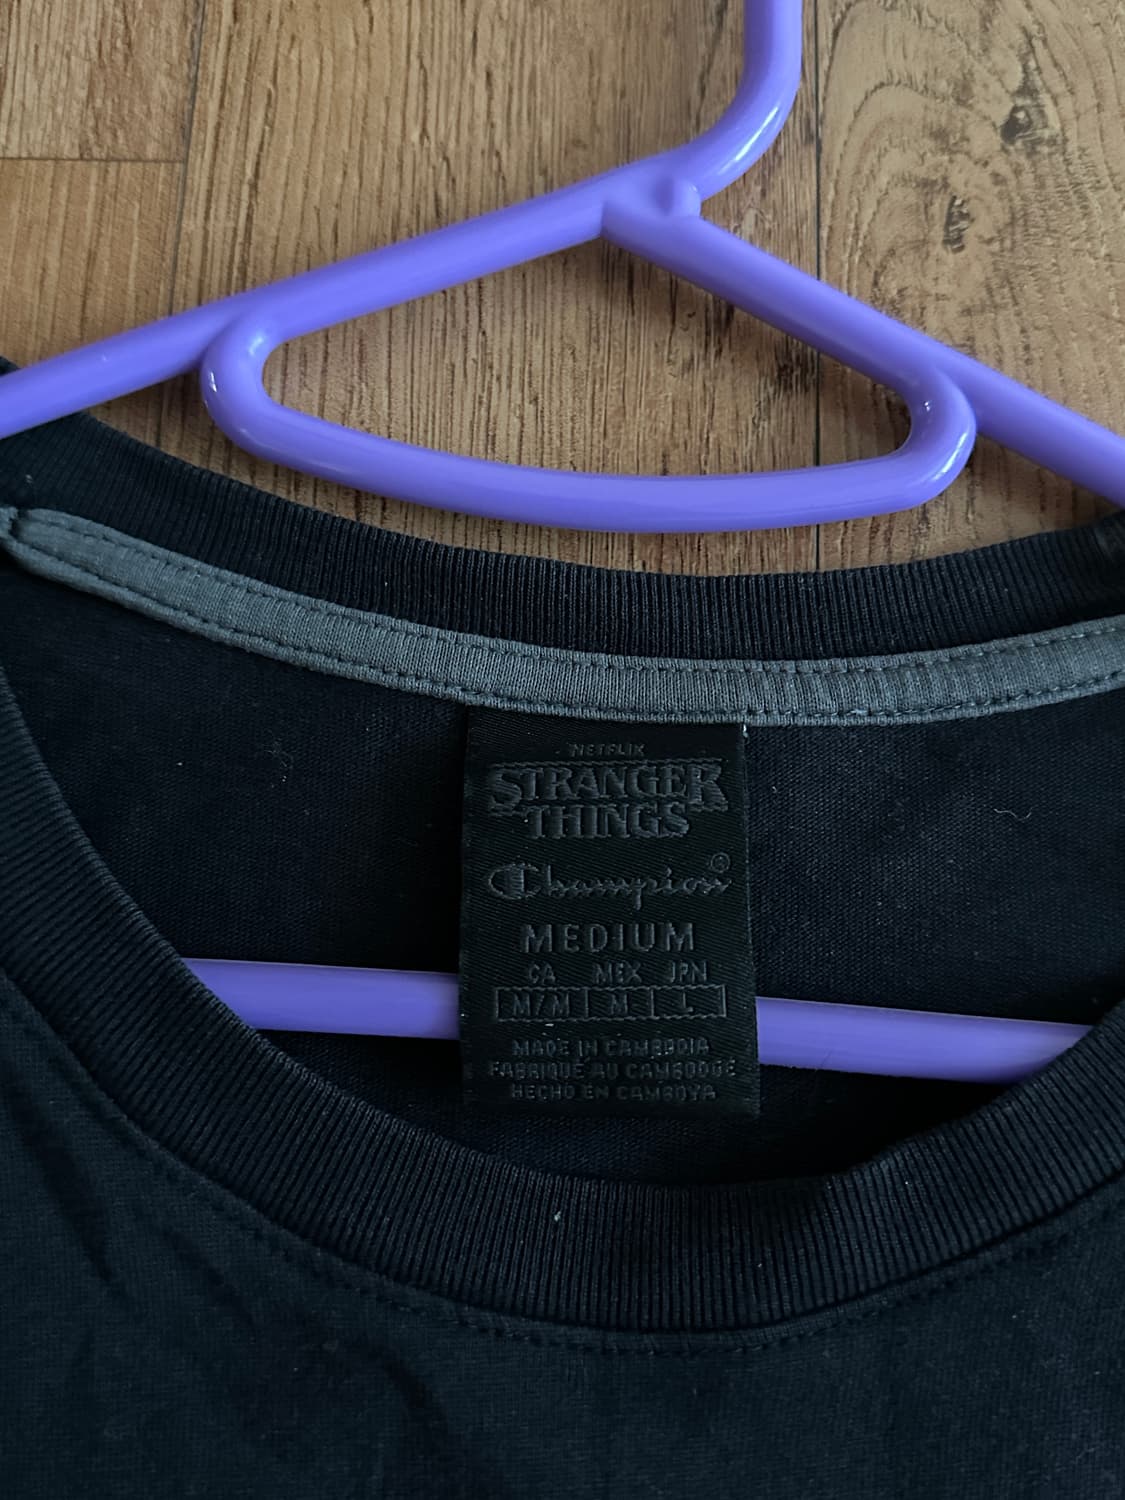 NETFLIX
STRANGER
THINGS
Champion®
MEDIUM
CA MEX JPN
M/M M L
MADE IN CAMBODIA
FABRIQUÉ AU CAMBODGE
HECHO EN CAMBOYA